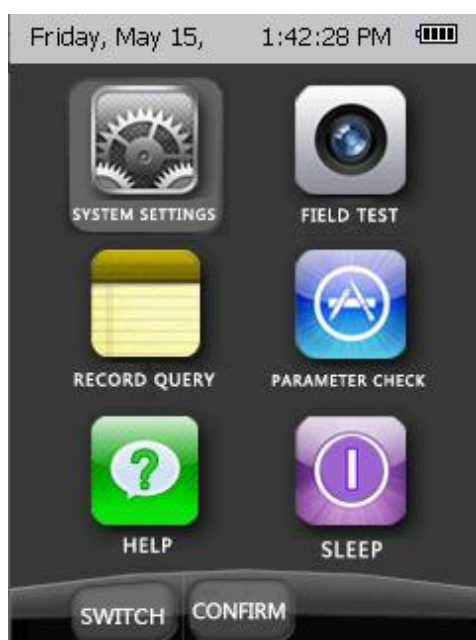 Friday, May 15, 1:42:28 PM
SYSTEM SETTINGS FIELD TEST
RECORD QUERY PARAMETER CHECK
HELP SLEEP
SWITCH CONFIRM